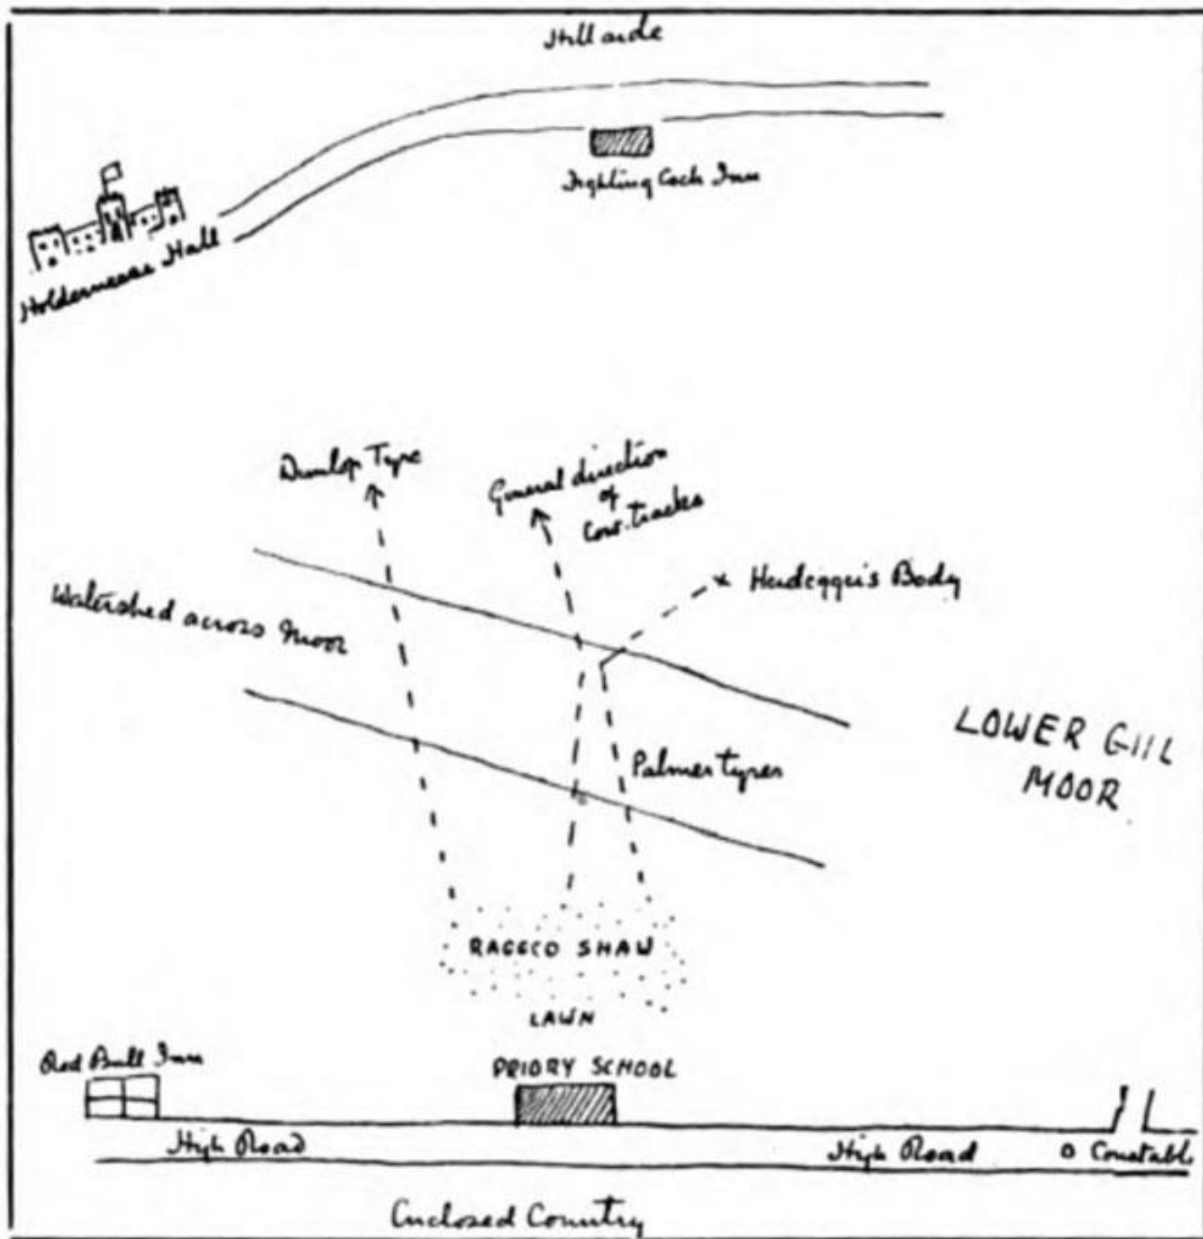 Hillside
Fighting Cock Inn
Holdernesse Hall
Dunlop Tyre
General direction
of
Cow-tracks
Heidegger's Body
Watershed across Moor
LOWER GILL
MOOR
Palmer tyres
RAGGED SHAW
LAWN
Red Bull Inn
PRIORY SCHOOL
High Road
High Road
Constable
Enclosed Country